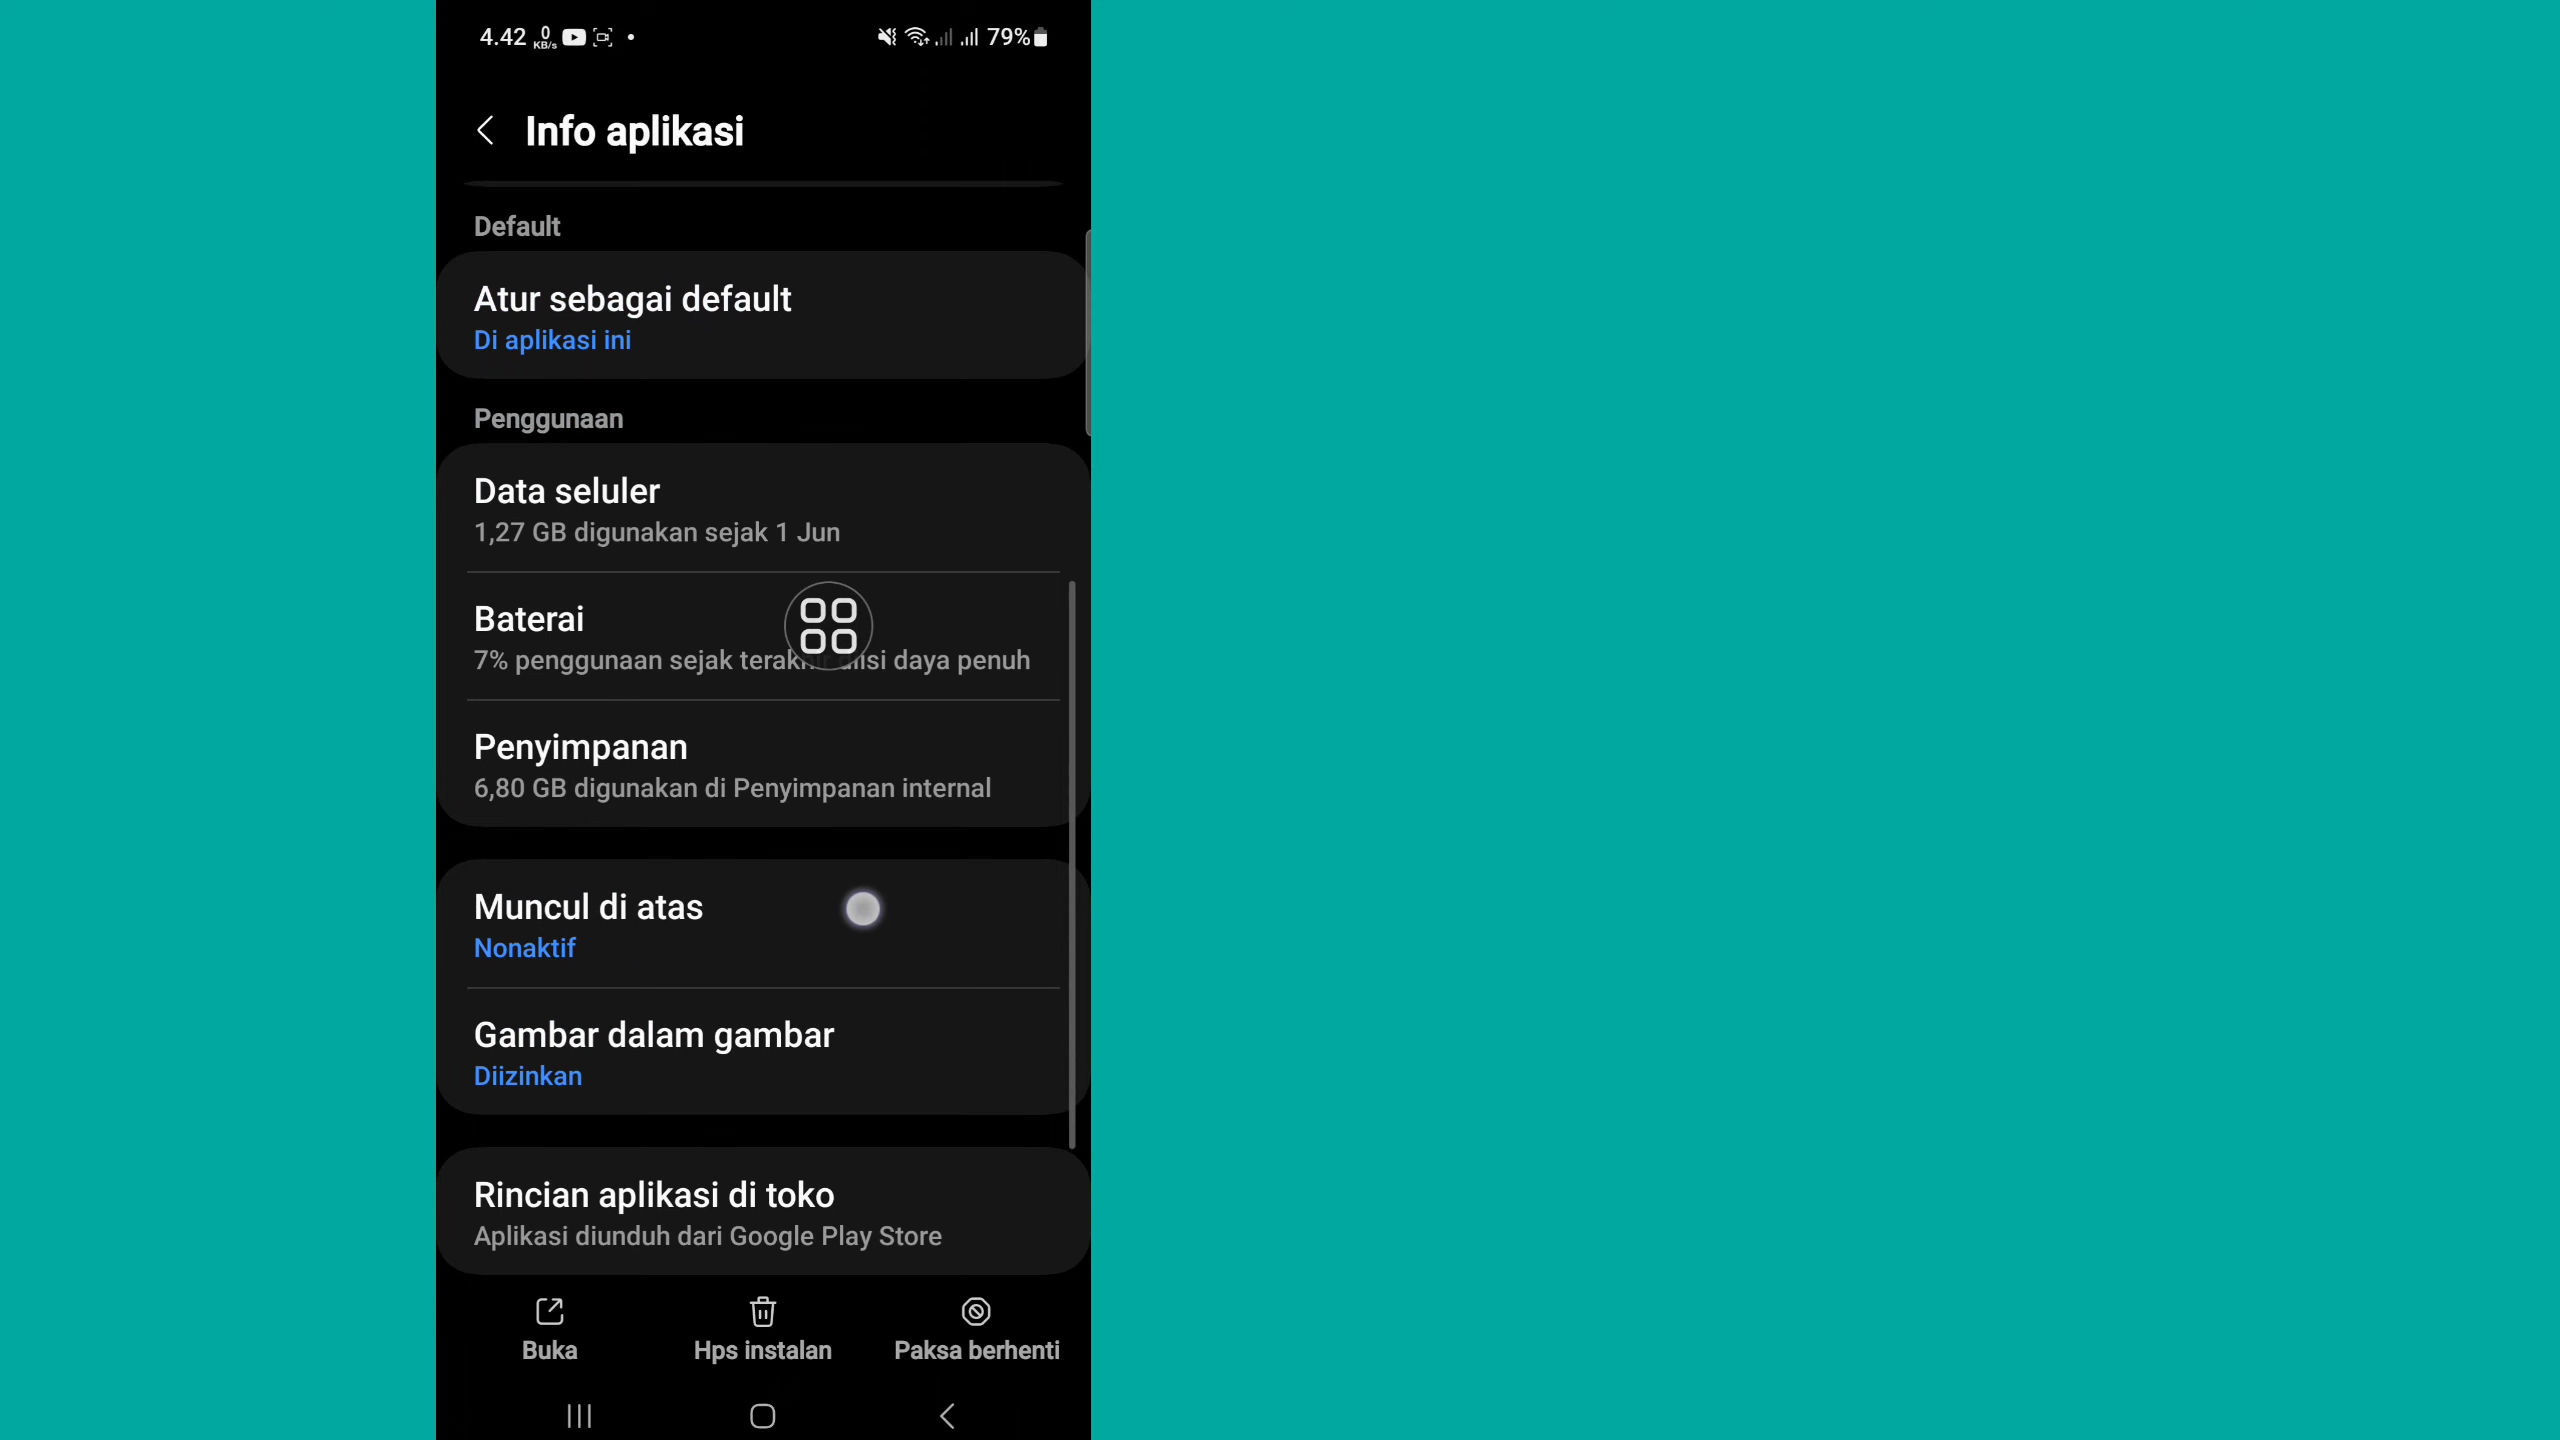 4.42 0 KB/s 79%
Info aplikasi
Default
Atur sebagai default
Di aplikasi ini
Penggunaan
Data seluler
1,27 GB digunakan sejak 1 Jun
Baterai
7% penggunaan sejak terakhir diisi daya penuh
Penyimpanan
6,80 GB digunakan di Penyimpanan internal
Muncul di atas
Nonaktif
Gambar dalam gambar
Diizinkan
Rincian aplikasi di toko
Aplikasi diunduh dari Google Play Store
Buka Hps instalan Paksa berhenti